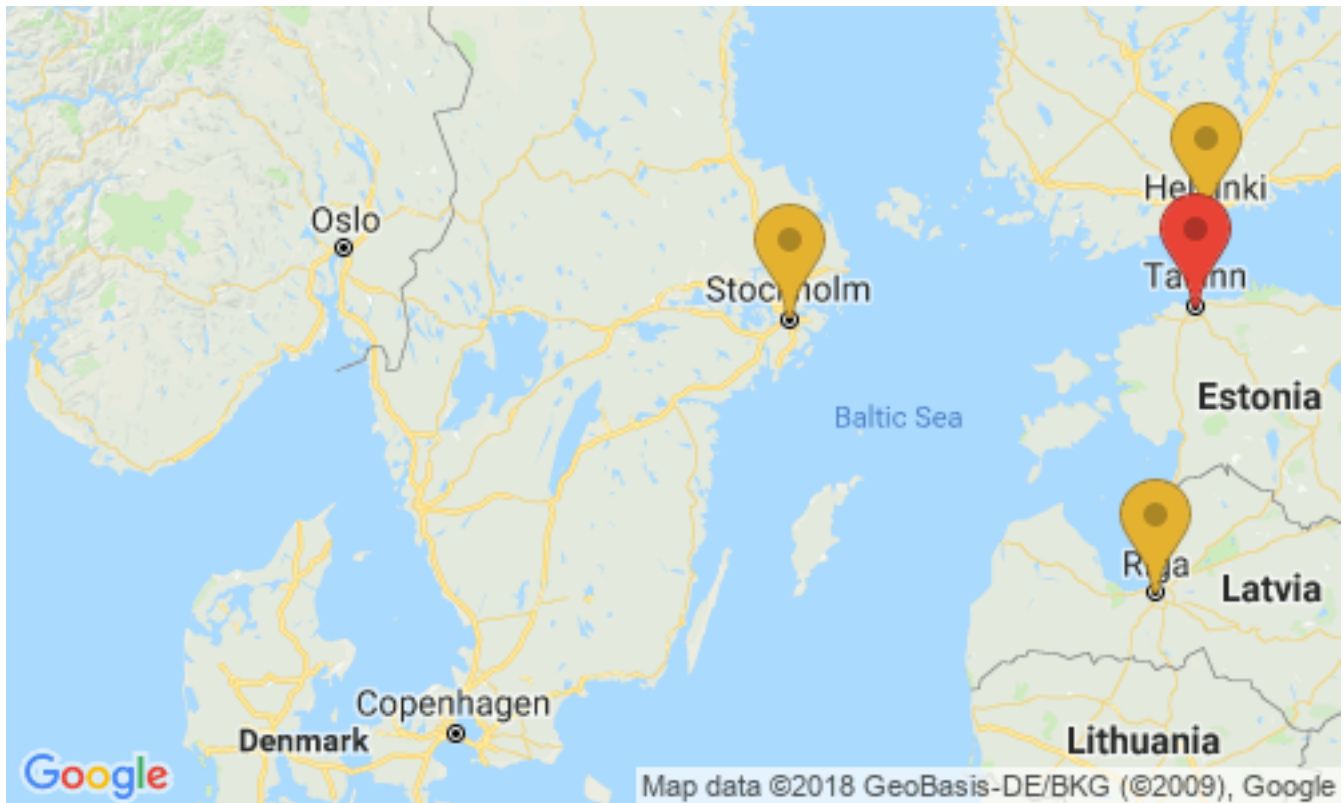 Helsinki
Oslo
Tallinn
Stockholm
Estonia
Baltic Sea
Riga
Latvia
Copenhagen
Denmark
Lithuania
Google
Map data ©2018 GeoBasis-DE/BKG (©2009), Google